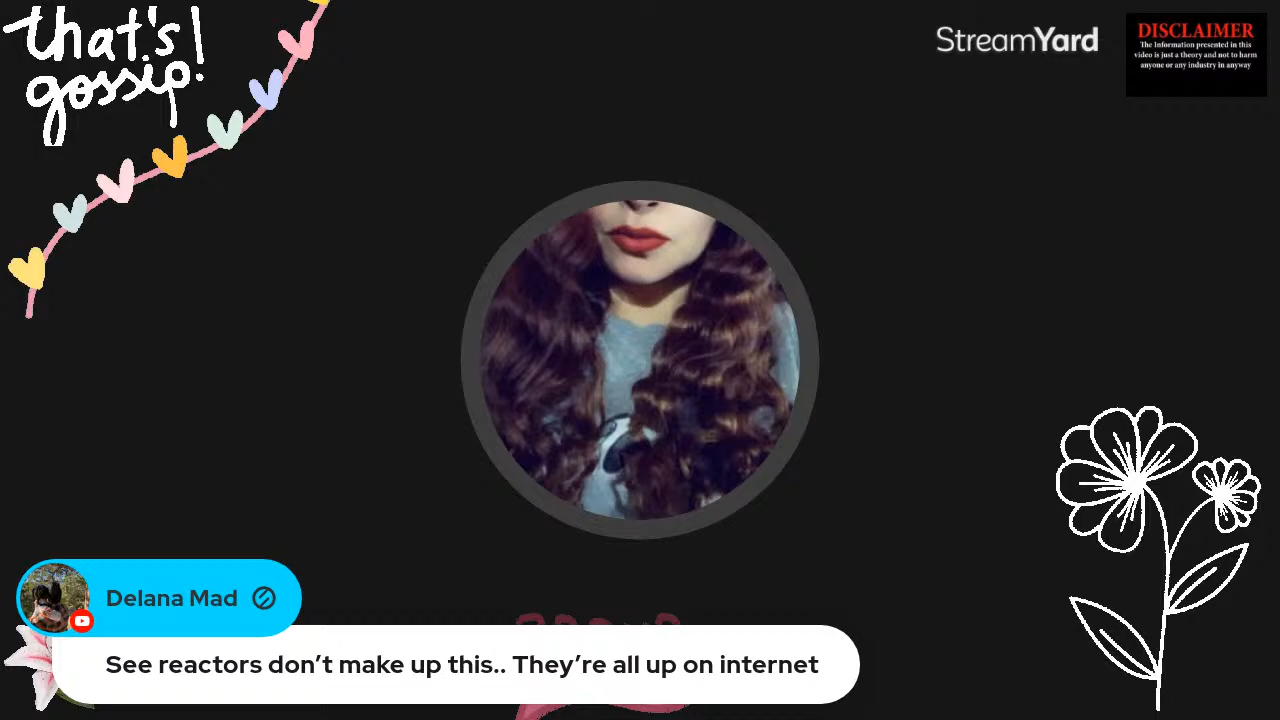 that's
gossip!
StreamYard
DISCLAIMER
The Information presented in this
video is just a theory and not to harm
anyone or any industry in anyway
Delana Mad
See reactors don’t make up this.. They’re all up on internet